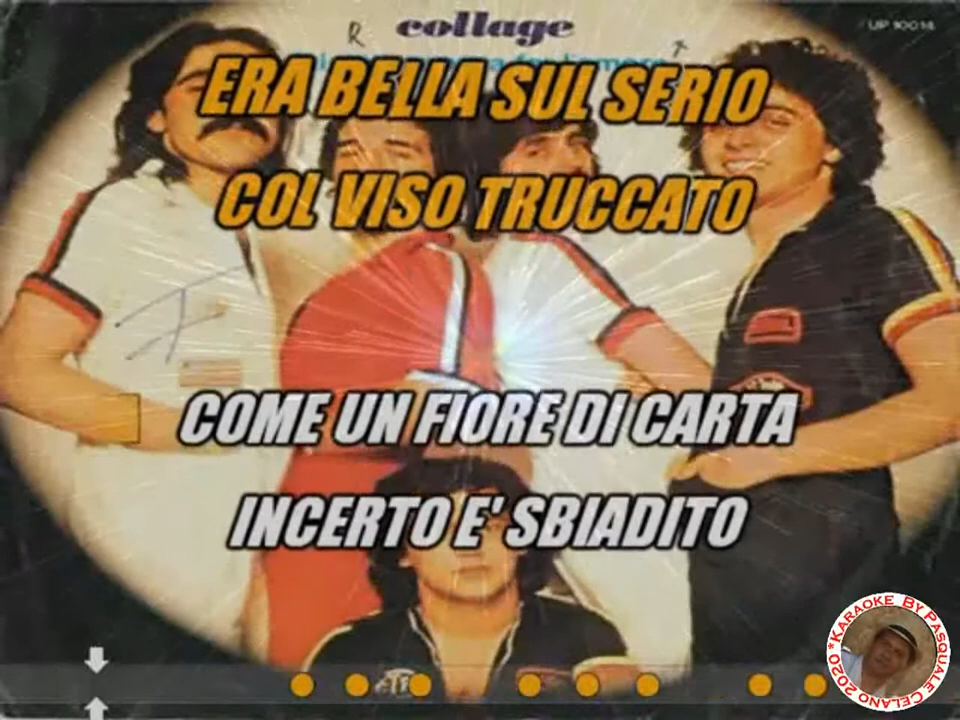 collage
UP 10014
R
ERA BELLA SUL SERIO
COL VISO TRUCCATO
F
COME UN FIORE DI CARTA
INCERTO E' SBIADITO
*KARAOKE BY PASQUALE CELANO 2020